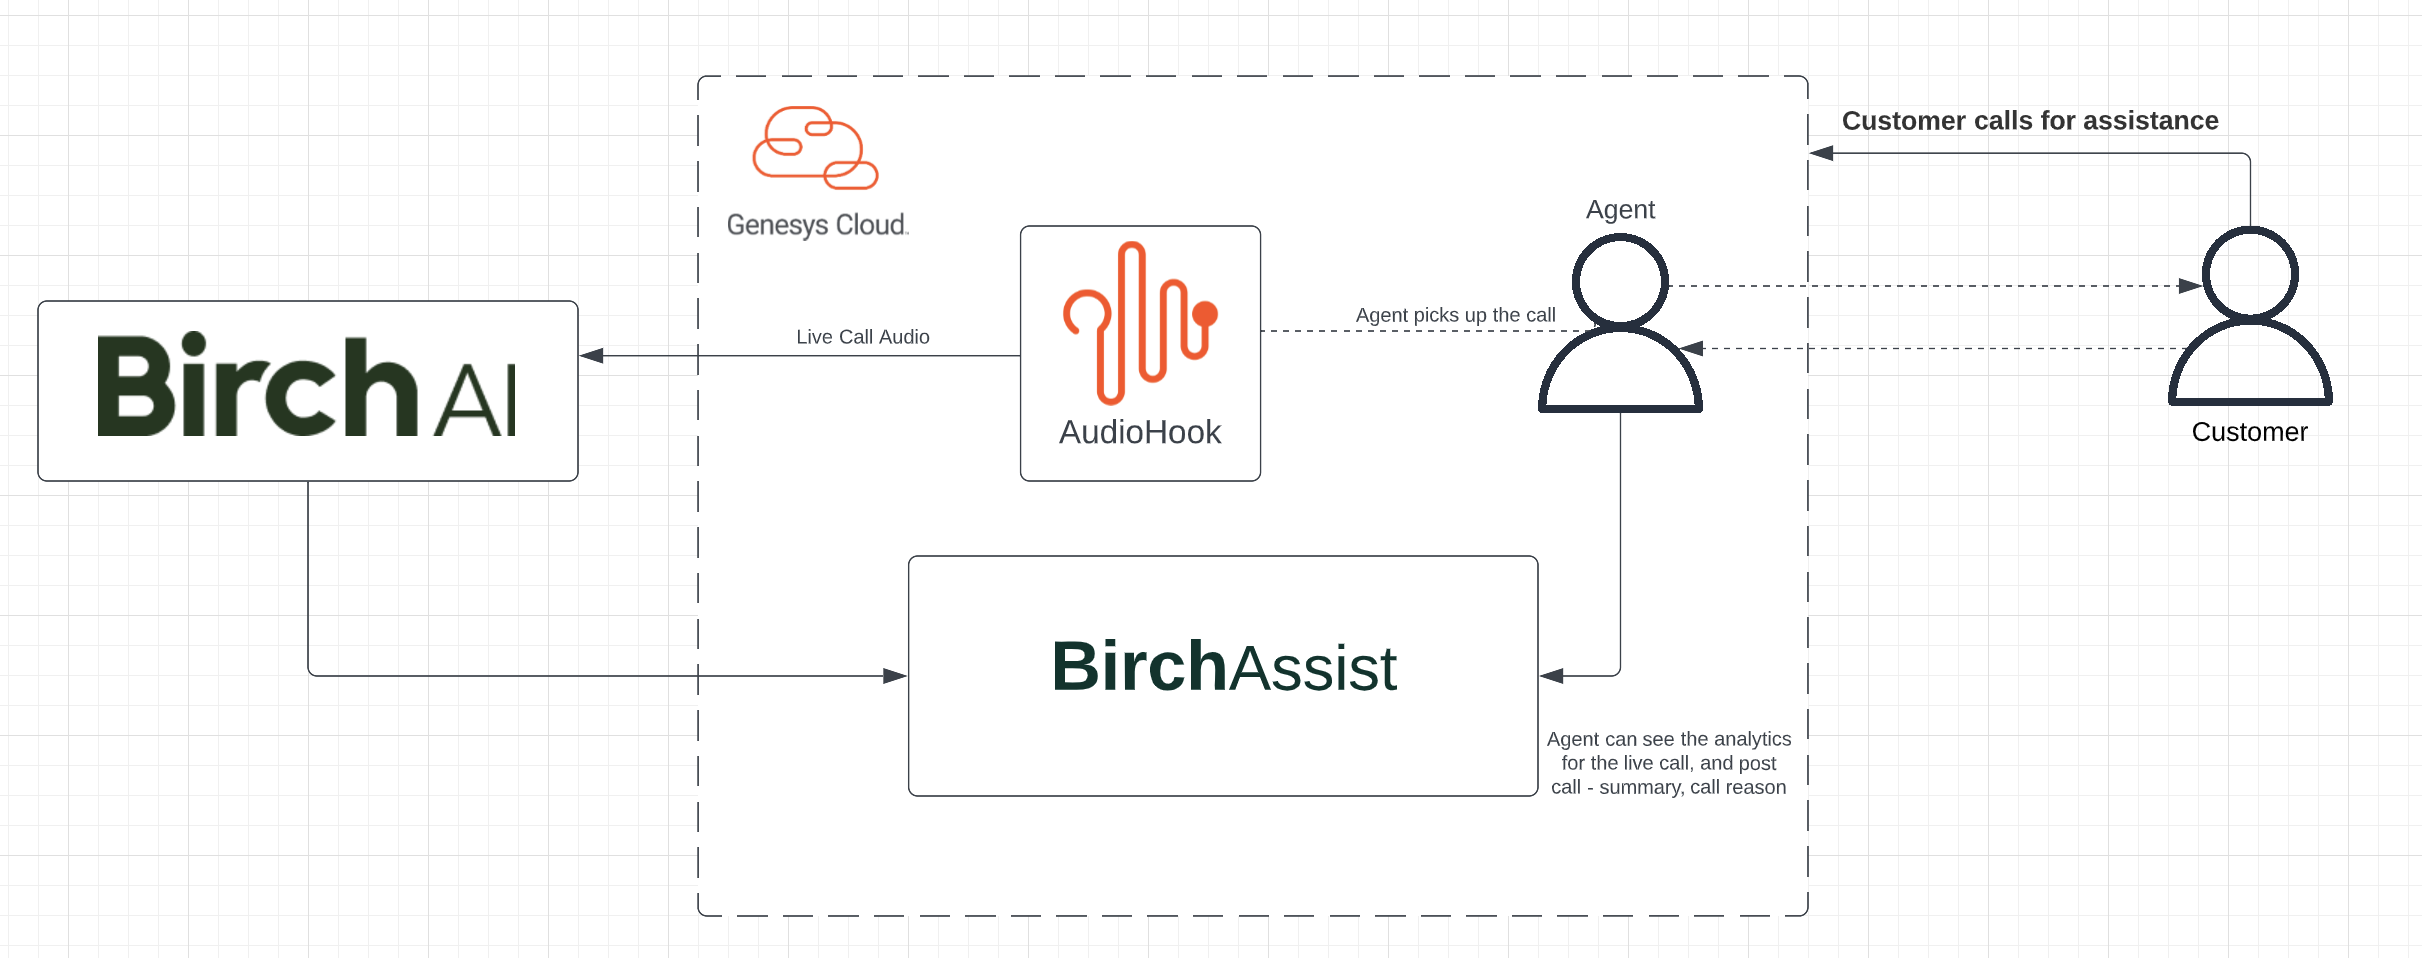 Customer calls for assistance
Genesys Cloud
Agent
Agent picks up the call
Live Call Audio
Birch AI
AudioHook
Customer
BirchAssist
Agent can see the analytics
for the live call, and post
call - summary, call reason